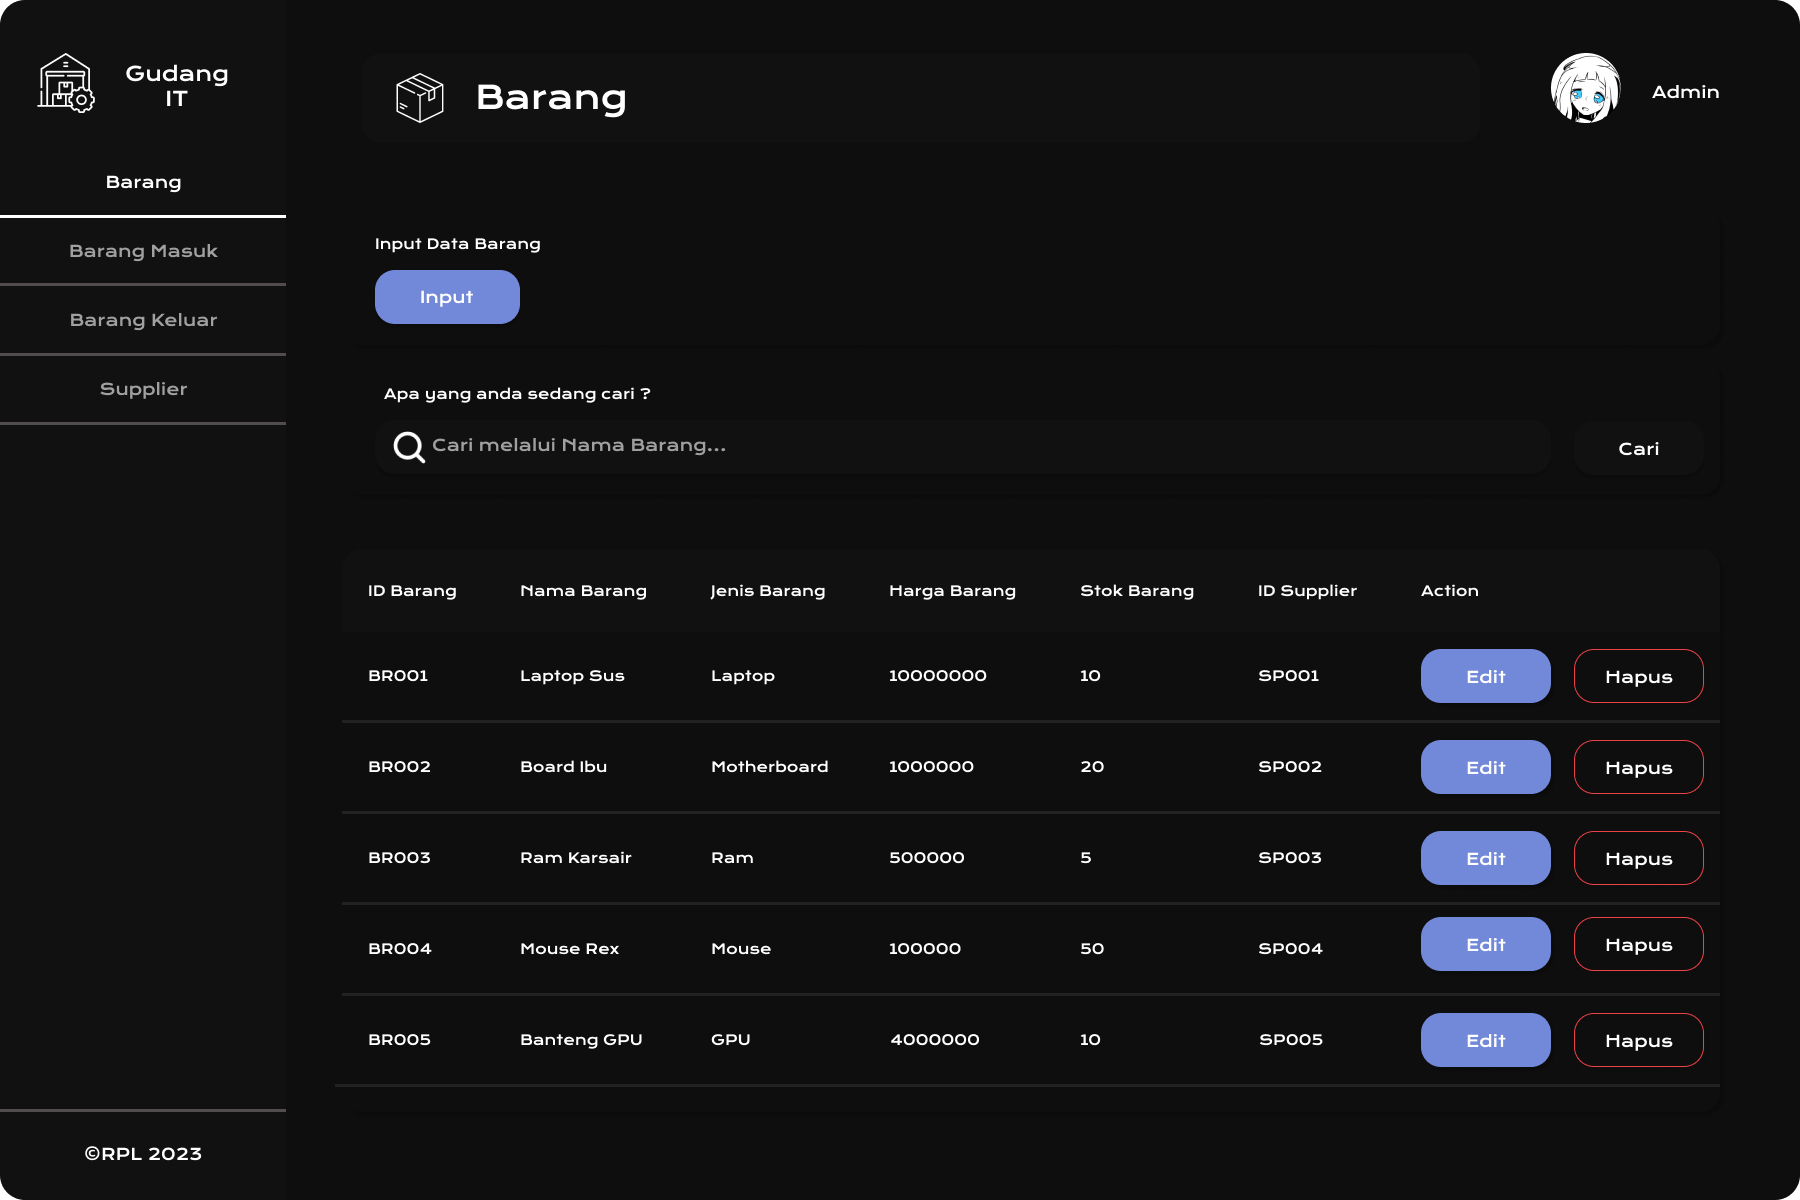 Gudang
IT
Barang
Admin
Barang
Barang Masuk
Barang Keluar
Supplier
Input Data Barang
Input
Apa yang anda sedang cari ?
Cari melalui Nama Barang...
Cari
ID Barang Nama Barang Jenis Barang Harga Barang Stok Barang ID Supplier Action
BR001 Laptop Sus Laptop 10000000 10 SP001 Edit Hapus
BR002 Board Ibu Motherboard 1000000 20 SP002 Edit Hapus
BR003 Ram Karsair Ram 500000 5 SP003 Edit Hapus
BR004 Mouse Rex Mouse 100000 50 SP004 Edit Hapus
BR005 Banteng GPU GPU 4000000 10 SP005 Edit Hapus
©RPL 2023